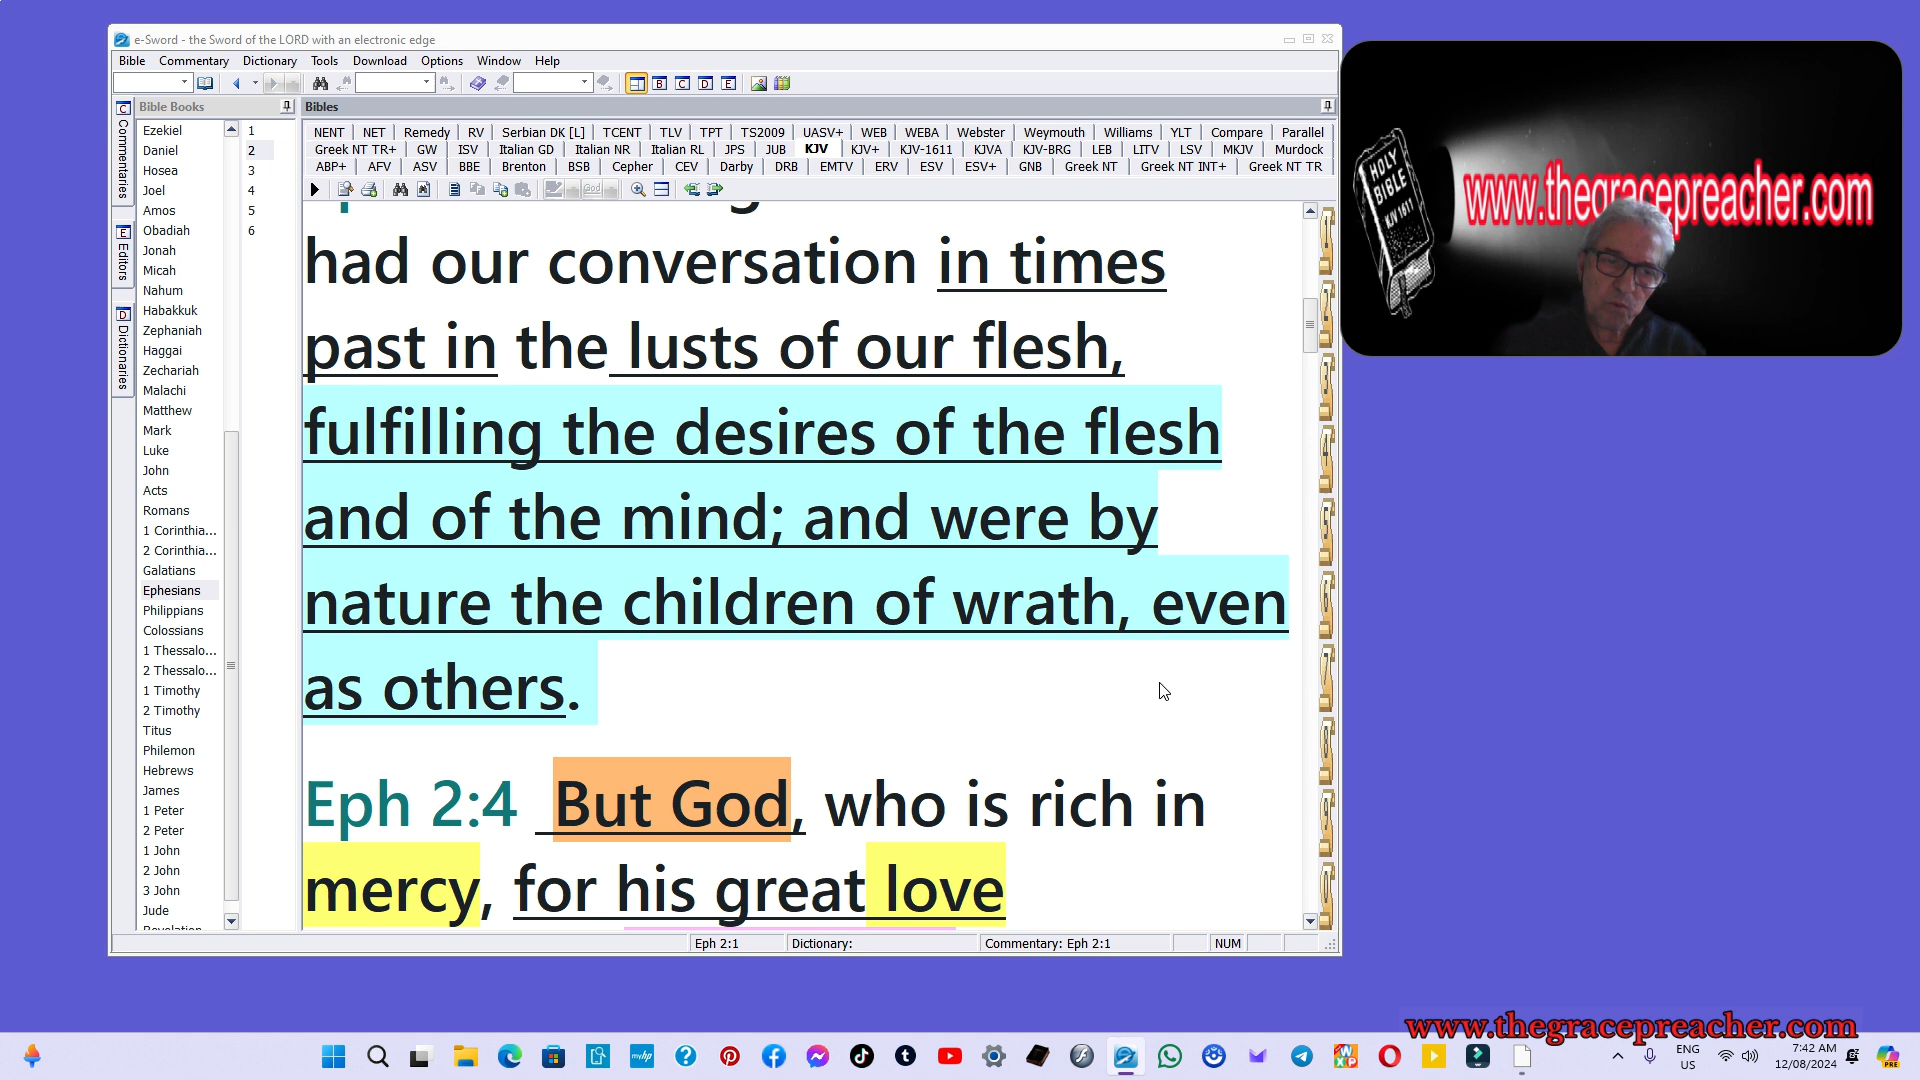 e-Sword - the Sword of the LORD with an electronic edge
Bible Commentary Dictionary Tools Download Options Window Help
B C D E
Bible Books
Bibles
C Commentaries
E Editors
D Dictionaries
NENT NET Remedy RV Serbian DK [L] TCENT TLV TPT TS2009 UASV+ WEB WEBA Webster Weymouth Williams YLT Compare Parallel
Greek NT TR+ GW ISV Italian GD Italian NR Italian RL JPS JUB KJV KJV+ KJV-1611 KJVA KJV-BRG LEB LITV LSV MKJV Murdock
ABP+ AFV ASV BBE Brenton BSB Cepher CEV Darby DRB EMTV ERV ESV ESV+ GNB Greek NT Greek NT INT+ Greek NT TR
Ezekiel 1
Daniel 2
Hosea 3
Joel 4
Amos 5
Obadiah 6
Jonah
Micah
Nahum
Habakkuk
Zephaniah
Haggai
Zechariah
Malachi
Matthew
Mark
Luke
John
Acts
Romans
1 Corinthia...
2 Corinthia...
Galatians
Ephesians
Philippians
Colossians
1 Thessalo...
2 Thessalo...
1 Timothy
2 Timothy
Titus
Philemon
Hebrews
James
1 Peter
2 Peter
1 John
2 John
3 John
Jude
Revelation
had our conversation in times
past in the lusts of our flesh,
fulfilling the desires of the flesh
and of the mind; and were by
nature the children of wrath, even
as others.
Eph 2:4 But God, who is rich in
mercy, for his great love
1
2
3
4
5
6
7
8
9
0
Eph 2:1 Dictionary: Commentary: Eph 2:1 NUM
HOLY
BIBLE
KJV 1611
www.thegracepreacher.com
www.thegracepreacher.com
ENG
US
7:42 AM
12/08/2024